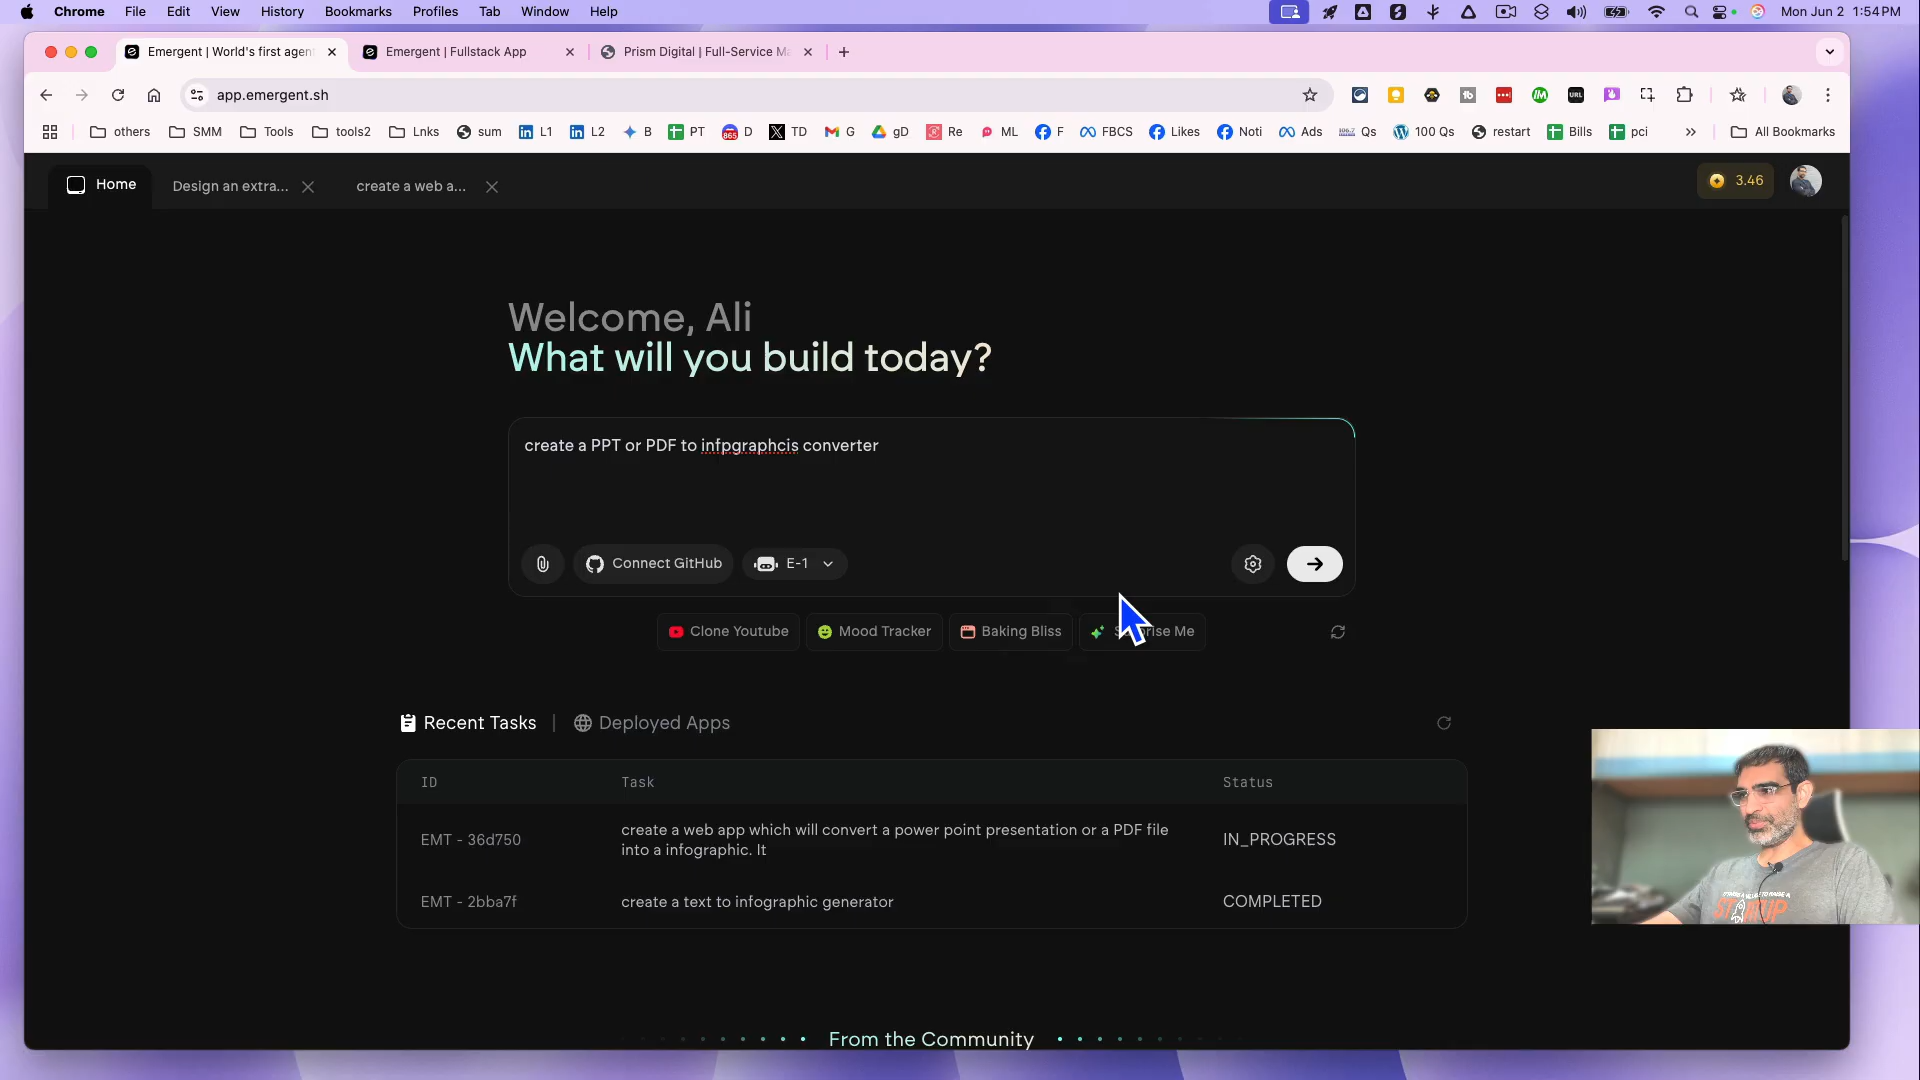 Chrome File Edit View History Bookmarks Profiles Tab Window Help Mon Jun 2 1:54 PM
Emergent | World's first agen Emergent | Fullstack App Prism Digital | Full-Service Ma
app.emergent.sh
others SMM Tools tools2 Lnks sum L1 L2 B PT D TD G gD Re ML F FBCS Likes Noti Ads Qs 100 Qs restart Bills pci All Bookmarks
Home Design an extra... create a web a... 3.46
Welcome, Ali
What will you build today?
create a PPT or PDF to infpgraphcis converter
Connect GitHub E-1
Clone Youtube Mood Tracker Baking Bliss Surprise Me
Recent Tasks | Deployed Apps
ID Task Status
EMT - 36d750 create a web app which will convert a power point presentation or a PDF file IN_PROGRESS
into a infographic. It
EMT - 2bba7f create a text to infographic generator COMPLETED
STARTUP
From the Community